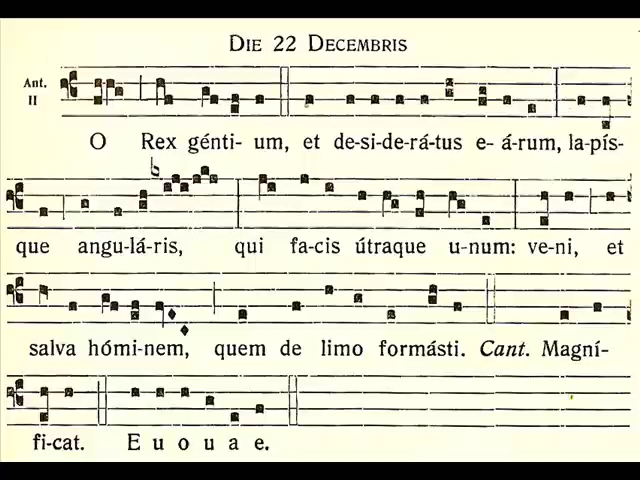 DIE 22 DECEMBRIS
Ant.
II
O Rex génti- um, et de-si-de-rá-tus e- á-rum, la-pís-
que angu-lá-ris, qui fa-cis útraque u-num: ve-ni, et
salva hómi-nem, quem de limo formásti. Cant. Magní-
fi-cat. E u o u a e.